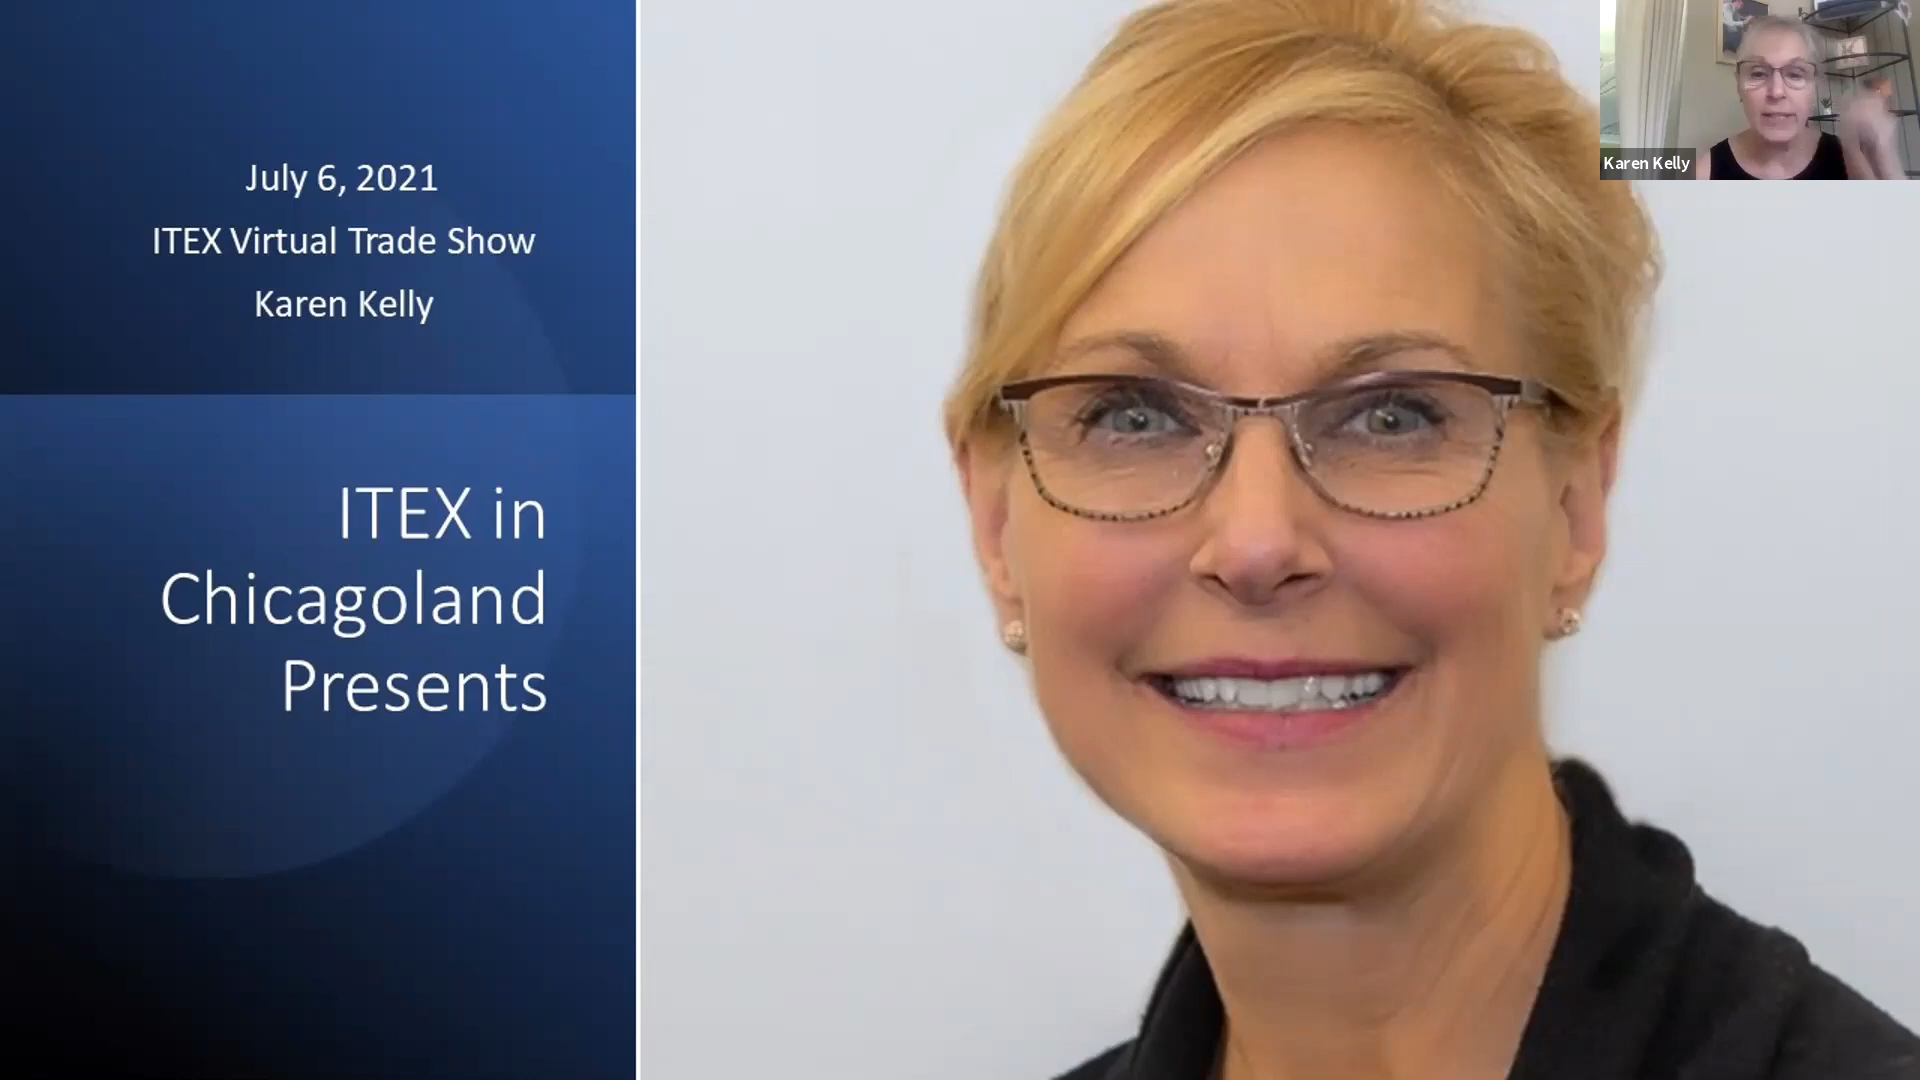 July 6, 2021
ITEX Virtual Trade Show
Karen Kelly
ITEX in
Chicagoland
Presents
Karen Kelly